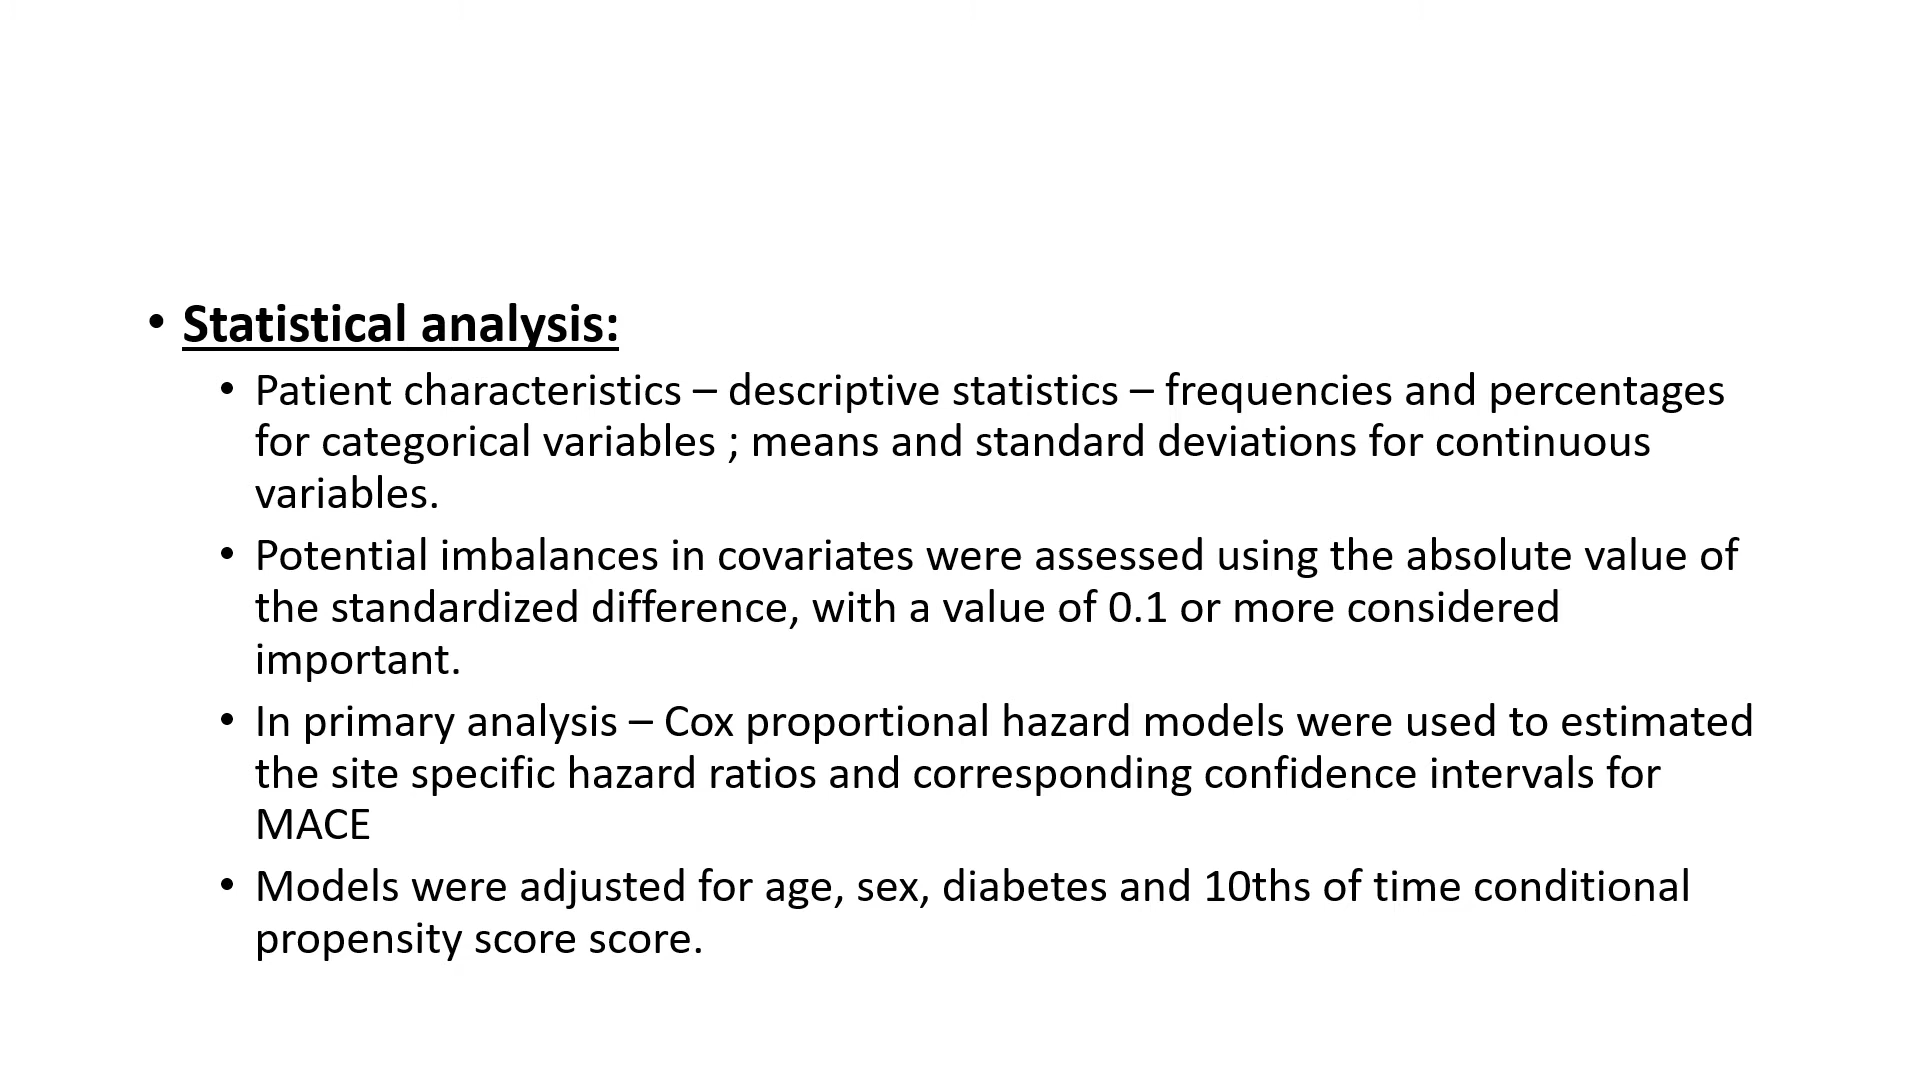 • Statistical analysis:
• Patient characteristics – descriptive statistics – frequencies and percentages
for categorical variables ; means and standard deviations for continuous
variables.
• Potential imbalances in covariates were assessed using the absolute value of
the standardized difference, with a value of 0.1 or more considered
important.
• In primary analysis – Cox proportional hazard models were used to estimated
the site specific hazard ratios and corresponding confidence intervals for
MACE
• Models were adjusted for age, sex, diabetes and 10ths of time conditional
propensity score score.